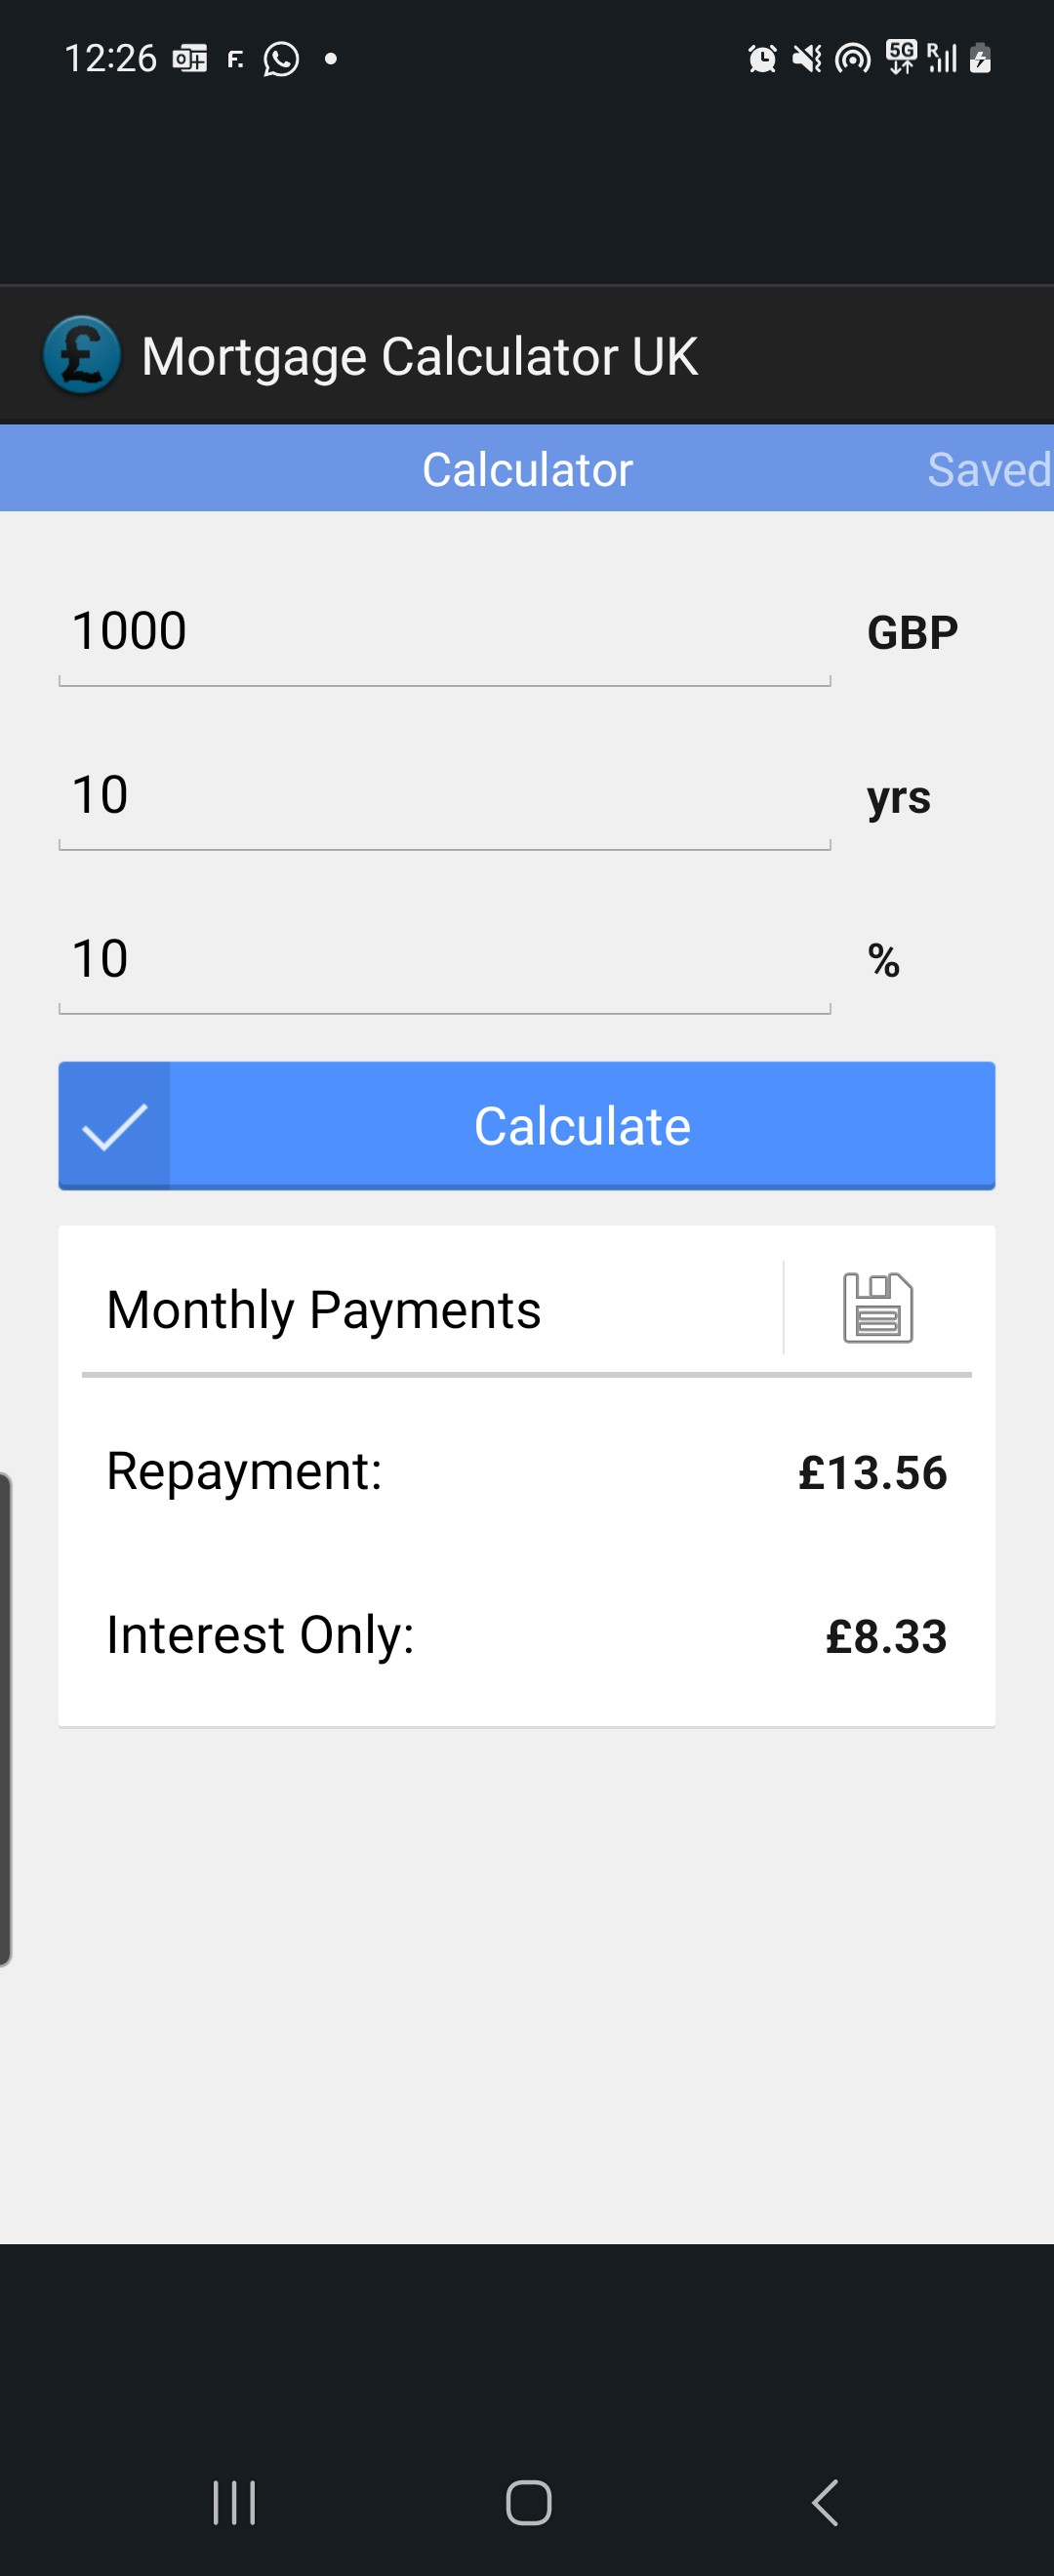 12:26 F. 5G R
£ Mortgage Calculator UK
Calculator Saved
1000 GBP
10 yrs
10 %
Calculate
Monthly Payments
Repayment: £13.56
Interest Only: £8.33